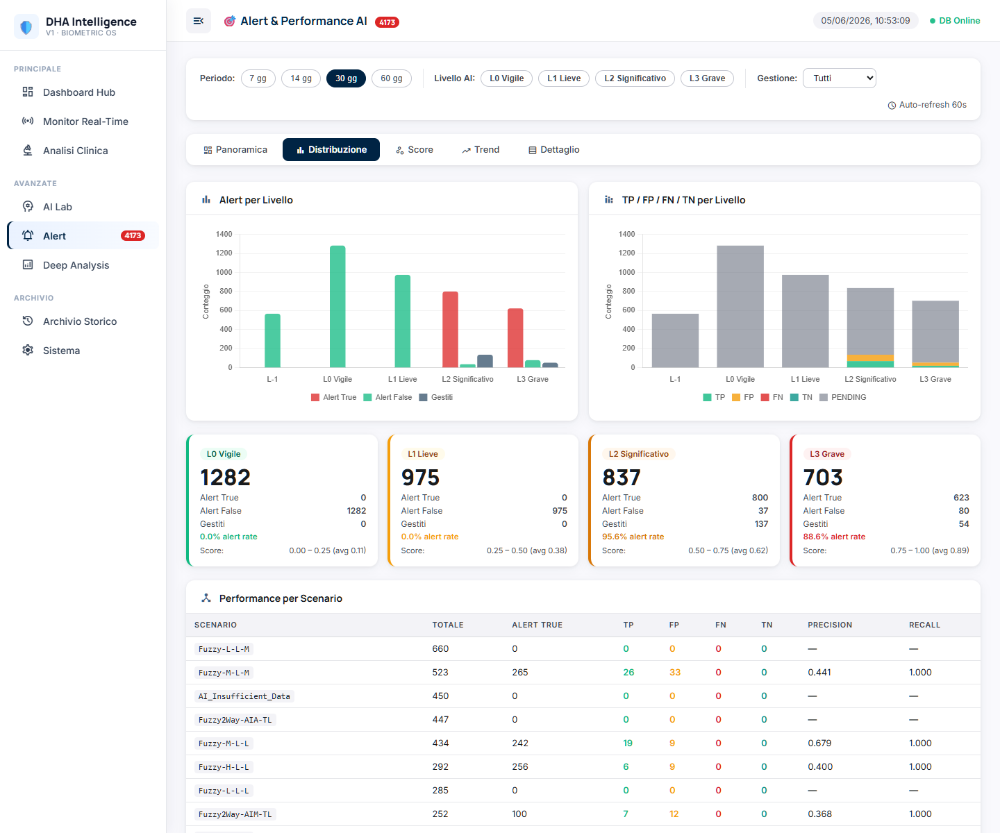 DHA Intelligence
V1 · BIOMETRIC OS
PRINCIPALE
Dashboard Hub
Monitor Real-Time
Analisi Clinica
AVANZATE
AI Lab
Alert 4173
Deep Analysis
ARCHIVIO
Archivio Storico
Sistema
Alert & Performance AI 4173
05/06/2026, 10:53:09 DB Online
Periodo: 7 gg 14 gg 30 gg 60 gg Livello AI: L0 Vigile L1 Lieve L2 Significativo L3 Grave Gestione: Tutti
Auto-refresh 60s
Panoramica Distribuzione Score Trend Dettaglio
Alert per Livello
1400
1200
1000
800
600
400
200
0
Conteggio
L-1 L0 Vigile L1 Lieve L2 Significativo L3 Grave
Alert True Alert False Gestiti
TP / FP / FN / TN per Livello
1400
1200
1000
800
600
400
200
0
Conteggio
L-1 L0 Vigile L1 Lieve L2 Significativo L3 Grave
TP FP FN TN PENDING
L0 Vigile
1282
Alert True 0
Alert False 1282
Gestiti 0
0.0% alert rate
Score: 0.00 – 0.25 (avg 0.11)
L1 Lieve
975
Alert True 0
Alert False 975
Gestiti 0
0.0% alert rate
Score: 0.25 – 0.50 (avg 0.38)
L2 Significativo
837
Alert True 800
Alert False 37
Gestiti 137
95.6% alert rate
Score: 0.50 – 0.75 (avg 0.62)
L3 Grave
703
Alert True 623
Alert False 80
Gestiti 54
88.6% alert rate
Score: 0.75 – 1.00 (avg 0.89)
Performance per Scenario
SCENARIO TOTALE ALERT TRUE TP FP FN TN PRECISION RECALL
Fuzzy-L-L-M 660 0 0 0 0 0 — —
Fuzzy-M-L-M 523 265 26 33 0 0 0.441 1.000
AI_Insufficient_Data 450 0 0 0 0 0 — —
Fuzzy2Way-AIA-TL 447 0 0 0 0 0 — —
Fuzzy-M-L-L 434 242 19 9 0 0 0.679 1.000
Fuzzy-H-L-L 292 256 6 9 0 0 0.400 1.000
Fuzzy-L-L-L 285 0 0 0 0 0 — —
Fuzzy2Way-AIM-TL 252 100 7 12 0 0 0.368 1.000